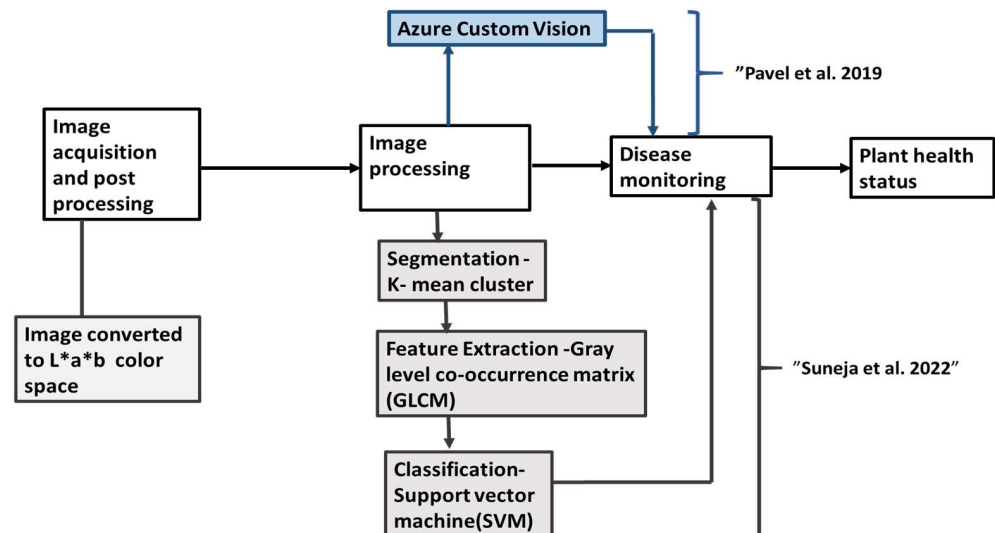 Azure Custom Vision
”Pavel et al. 2019
Image
acquisition
and post
processing
Image
processing
Disease
monitoring
Plant health
status
Segmentation -
K- mean cluster
Image converted
to L*a*b color
space
Feature Extraction -Gray
level co-occurrence matrix
(GLCM)
"Suneja et al. 2022”
Classification-
Support vector
machine(SVM)